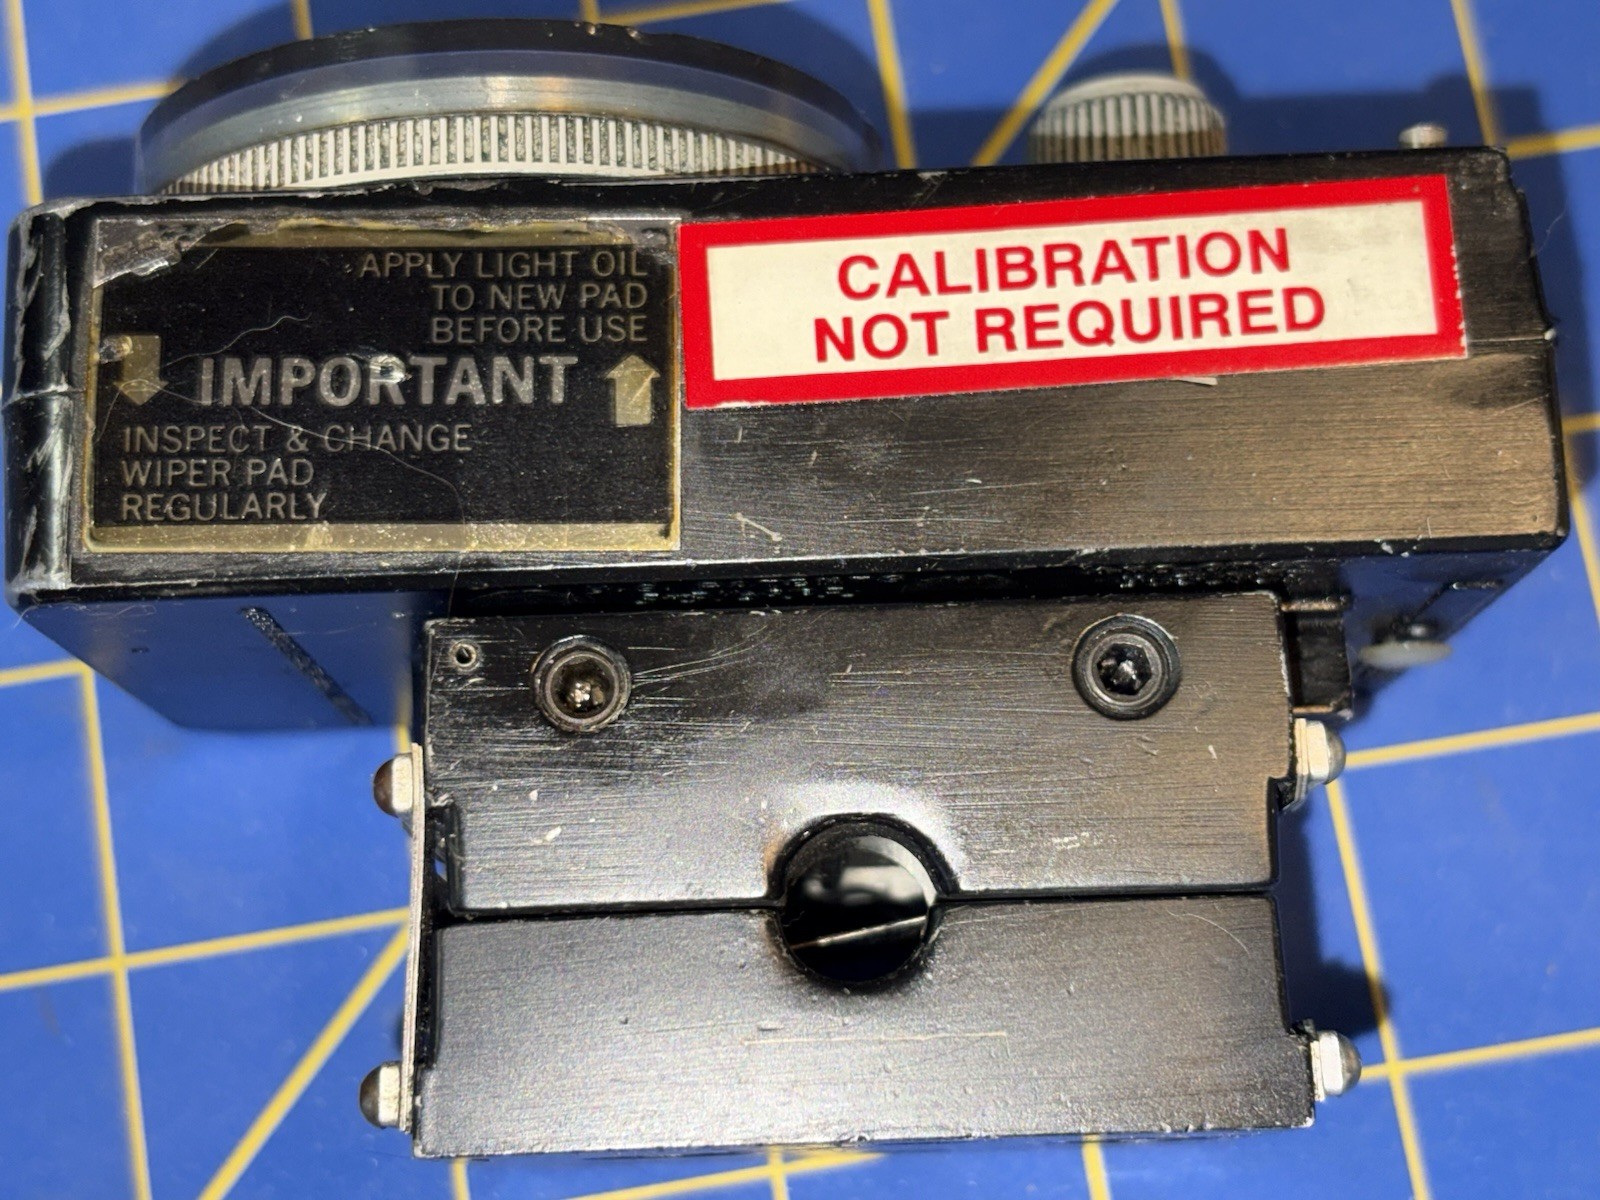 APPLY LIGHT OIL
TO NEW PAD
BEFORE USE
IMPORTANT
INSPECT & CHANGE
WIPER PAD
REGULARLY
CALIBRATION
NOT REQUIRED